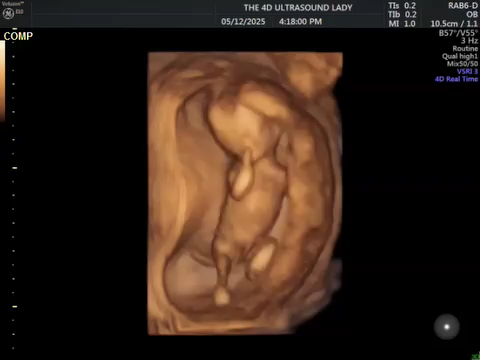 Voluson™
E10
THE 4D ULTRASOUND LADY
05/12/2025 4:18:00 PM
TIs 0.2
TIb 0.2
MI 1.0
RAB6-D
OB
10.5cm / 1.1
B57°/V55°
3 Hz
Routine
Qual high1
Mix50/50
VSRI 3
4D Real Time
COMP